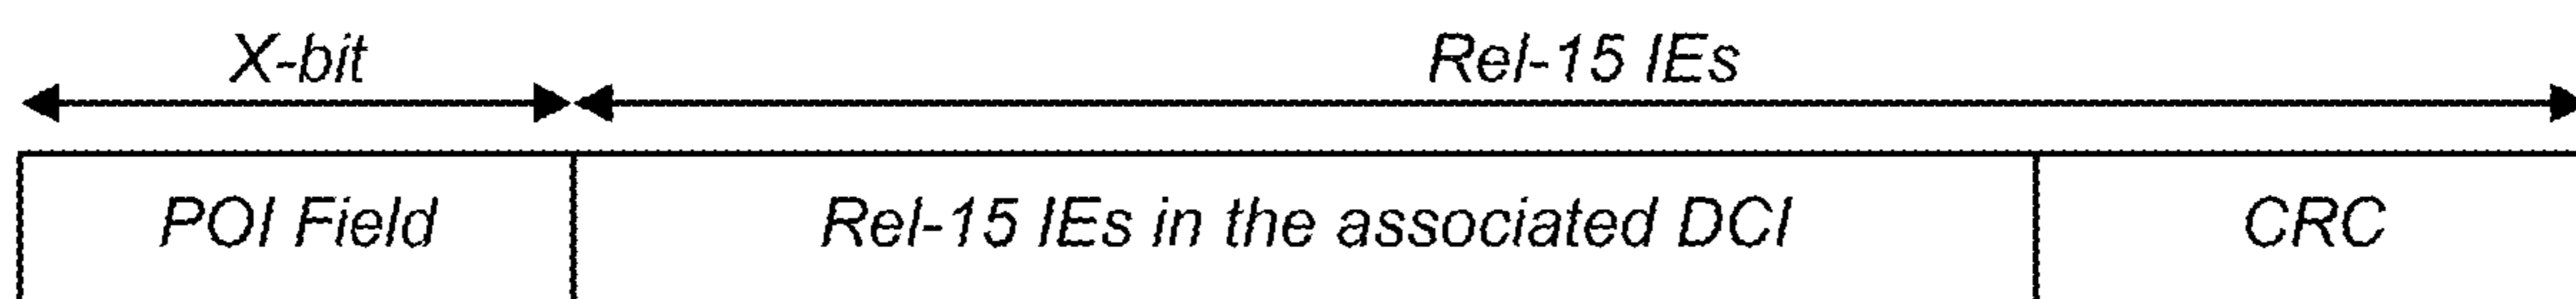 X-bit Rel-15 IEs
POI Field Rel-15 IEs in the associated DCI CRC